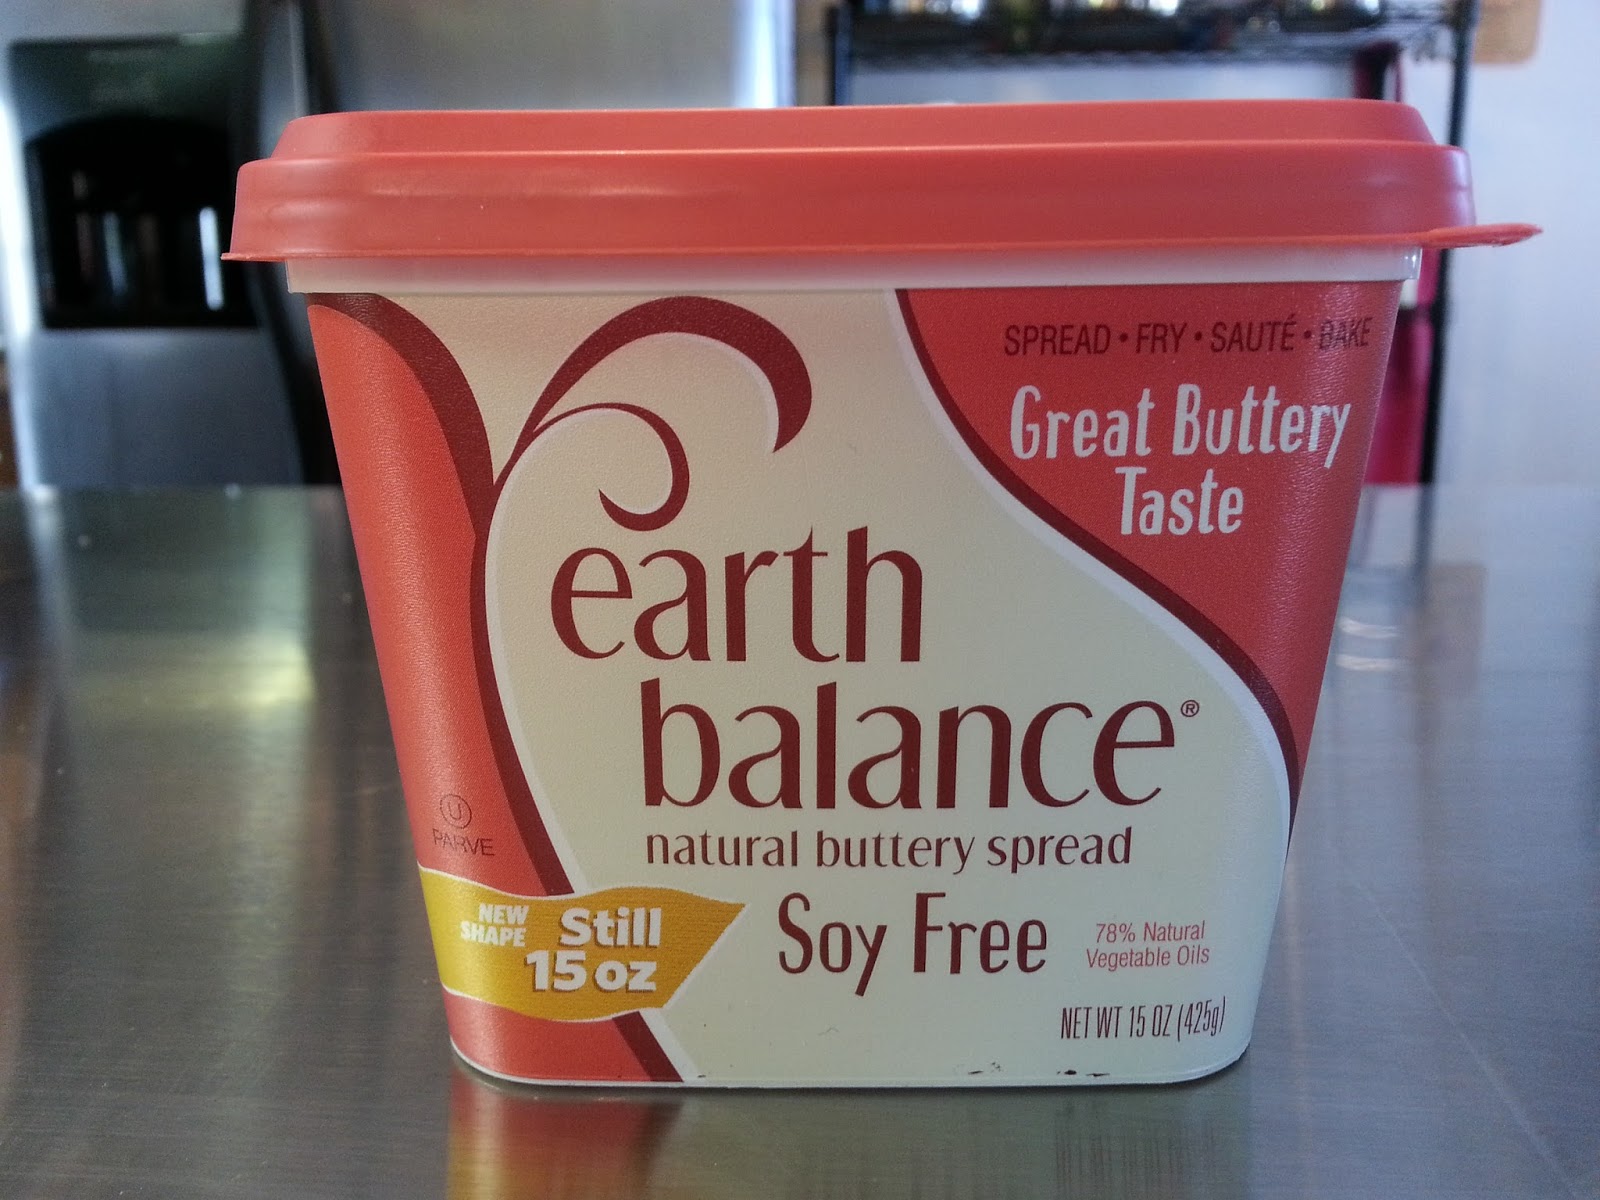 SPREAD • FRY • SAUTÉ • BAKE
Great Buttery
Taste
earth
balance®
natural buttery spread
Soy Free
78% Natural
Vegetable Oils
NET WT 15 OZ (425g)
U
PARVE
NEW
SHAPE
Still
15 oz